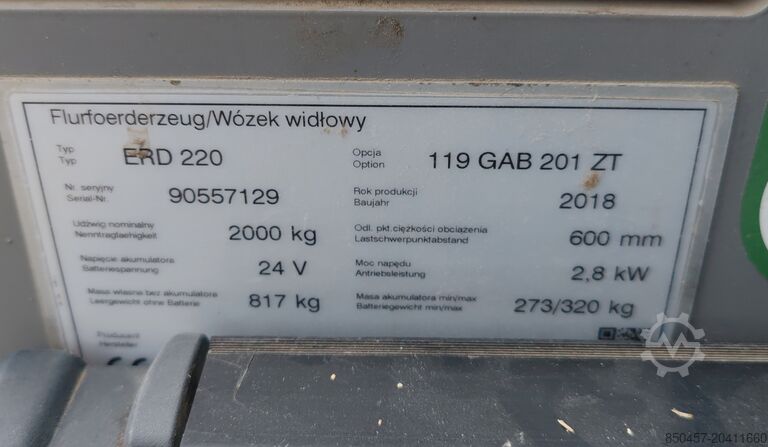 Flurfoerderzeug/Wózek widłowy
Typ
Typ
ERD 220
Opcja
Option
119 GAB 201 ZT
Nr. seryjny
Serial-Nr.
90557129
Rok produkcji
Baujahr
2018
Udźwig nominalny
Nenntragfaehigkeit
2000 kg
Odl. pkt. ciężkości obciążenia
Lastschwerpunktabstand
600 mm
Napięcie akumulatora
Batteriespannung
24 V
Moc napędu
Antriebsleistung
2,8 kW
Masa własna bez akumulatora
Leergewicht ohne Batterie
817 kg
Masa akumulatora min/max
Batteriegewicht min/max
273/320 kg
Producent
Hersteller
CE
850457-20411660